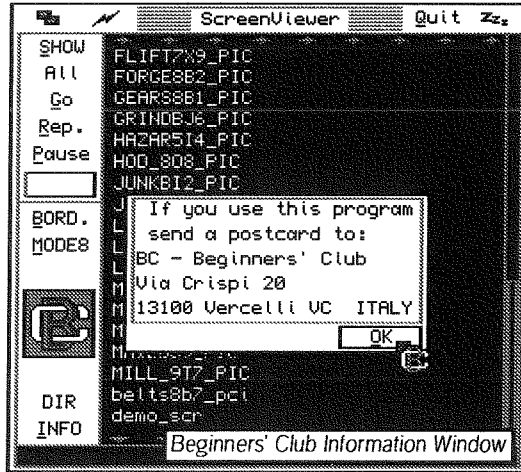 ScreenViewer Quit Zzz
SHOW
All
Go
Rep.
Pause
BORD.
MODE8
DIR
INFO
FLIFT7X9_PIC
FORGE8B2_PIC
GEARS8B1_PIC
GRINDBJ6_PIC
HAZAR5I4_PIC
HOD_8O8_PIC
JUNKBI2_PIC
J
L
L
L
M
M
M
M
MILL_9T7_PIC
belts8b7_pci
demo_scr
If you use this program
send a postcard to:
BC - Beginners' Club
Via Crispi 20
13100 Vercelli VC ITALY
OK
Beginners' Club Information Window